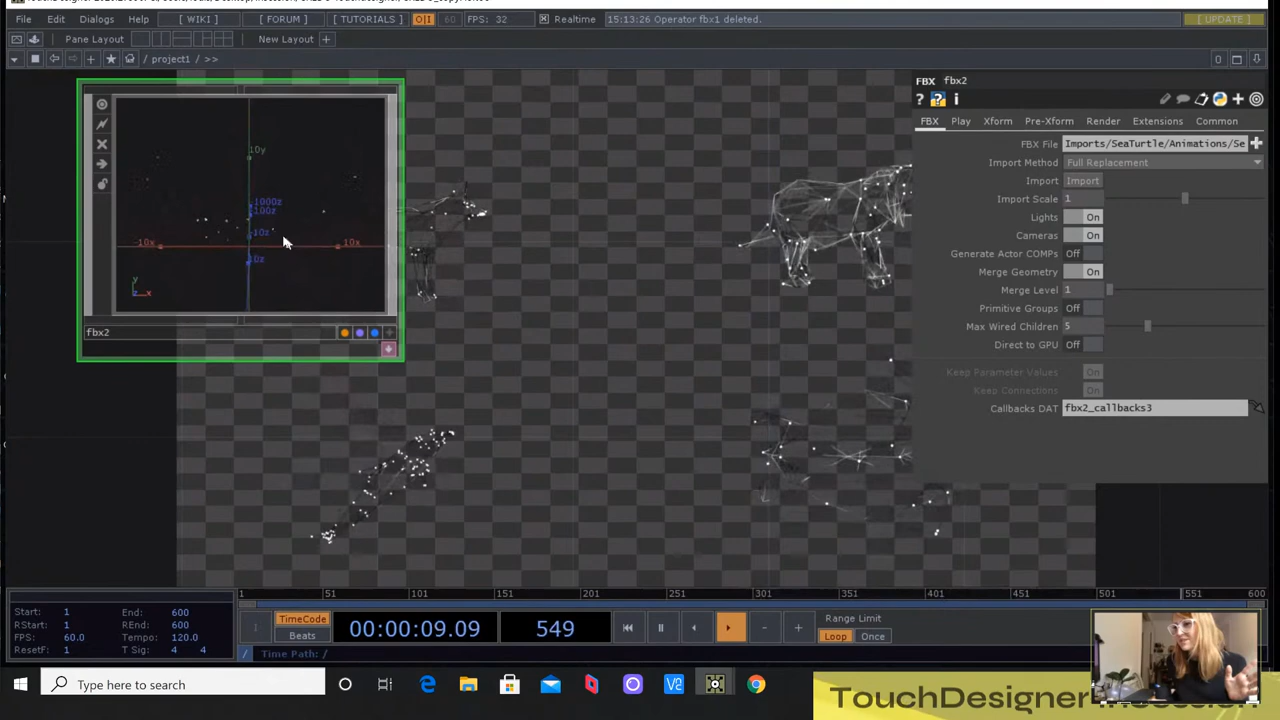 File Edit Dialogs Help [ WIKI ] [ FORUM ] [ TUTORIALS ] O|I 60 FPS: 32 Realtime 15:13:26 Operator fbx1 deleted. [ UPDATE ]
Pane Layout New Layout +
/ project1 / >> 0
FBX fbx2
? ? i
FBX Play Xform Pre-Xform Render Extensions Common
FBX File Imports/SeaTurtle/Animations/Se
Import Method Full Replacement
Import Import
Import Scale 1
Lights On
Cameras On
Generate Actor COMPs Off
Merge Geometry On
Merge Level 1
Primitive Groups Off
Max Wired Children 5
Direct to GPU Off
Keep Parameter Values On
Keep Connections On
Callbacks DAT fbx2_callbacks3
10y
1000z
100z
-10z
-10x 10x
10z
y
x
fbx2
1 51 101 151 201 251 301 351 401 451 501 551 600
Start: 1 End: 600
RStart: 1 REnd: 600
FPS: 60.0 Tempo: 120.0
ResetF: 1 T Sig: 4 4
TimeCode
Beats
00:00:09.09 549
Range Limit
Loop Once
/ Time Path: /
Type here to search
TouchDesigner